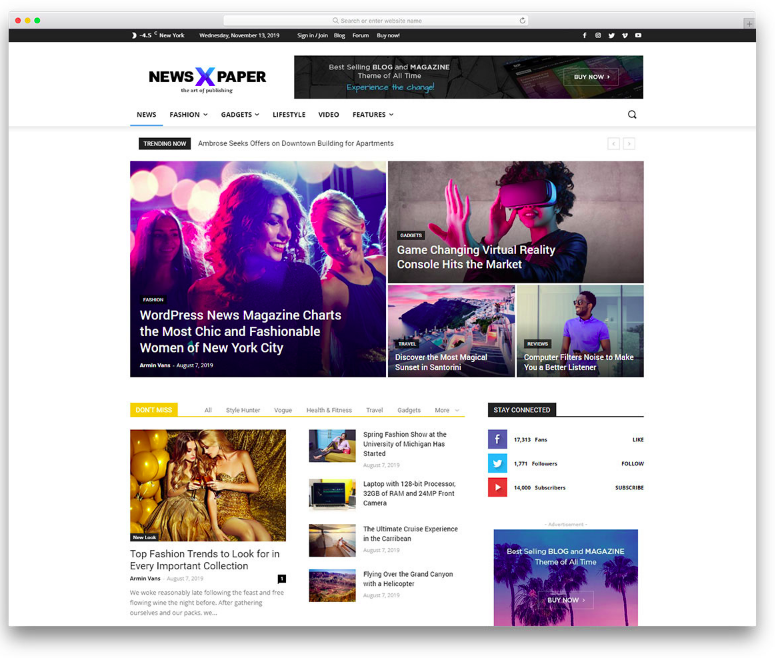 Search or enter website name
-4.5 C New York Wednesday, November 13, 2019 Sign in / Join Blog Forum Buy now!
NEWS X PAPER
the art of publishing
Best Selling BLOG and MAGAZINE
Theme of All Time
Experience the change!
BUY NOW
NEWS FASHION GADGETS LIFESTYLE VIDEO FEATURES
TRENDING NOW Ambrose Seeks Offers on Downtown Building for Apartments
FASHION
WordPress News Magazine Charts
the Most Chic and Fashionable
Women of New York City
Armin Vans - August 7, 2019
GADGETS
Game Changing Virtual Reality
Console Hits the Market
TRAVEL
Discover the Most Magical
Sunset in Santorini
REVIEWS
Computer Filters Noise to Make
You a Better Listener
DON'T MISS All Style Hunter Vogue Health & Fitness Travel Gadgets More
New Look
Top Fashion Trends to Look for in
Every Important Collection
Armin Vans - August 7, 2019 1
We woke reasonably late following the feast and free
flowing wine the night before. After gathering
ourselves and our packs, we...
Spring Fashion Show at the
University of Michigan Has
Started
August 7, 2019
Laptop with 128-bit Processor,
32GB of RAM and 24MP Front
Camera
August 7, 2019
The Ultimate Cruise Experience
in the Carribean
August 7, 2019
Flying Over the Grand Canyon
with a Helicopter
August 7, 2019
STAY CONNECTED
17,313 Fans LIKE
1,771 Followers FOLLOW
14,000 Subscribers SUBSCRIBE
- Advertisement -
Best Selling BLOG and MAGAZINE
Theme of All Time
BUY NOW